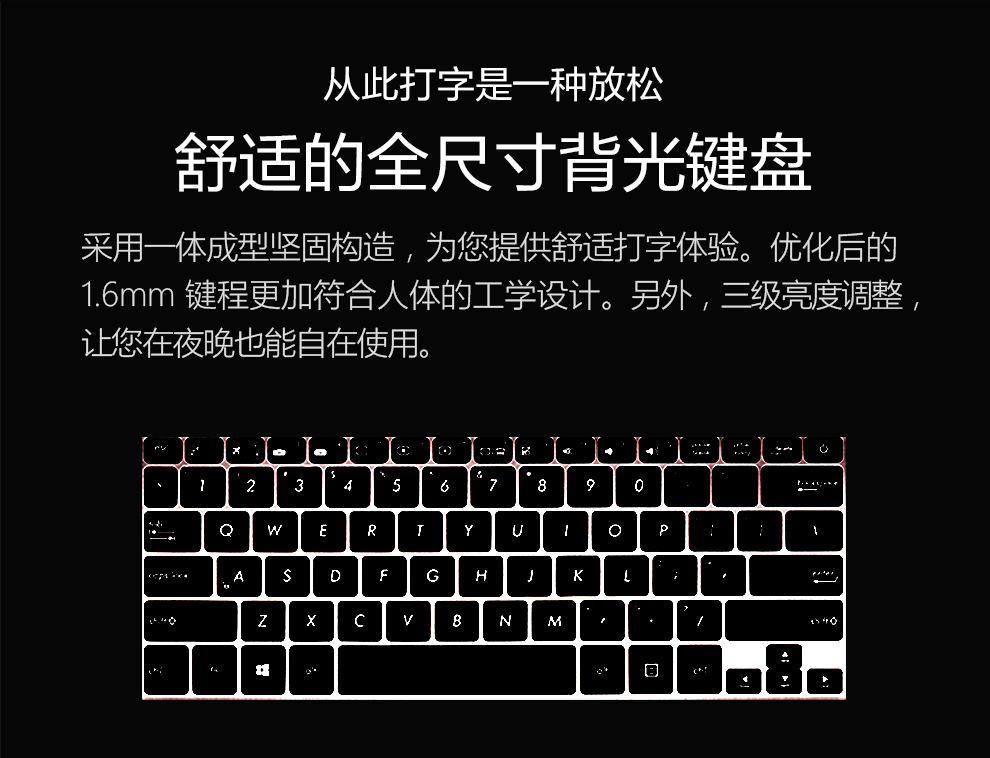 从此打字是一种放松
舒适的全尺寸背光键盘
采用一体成型坚固构造，为您提供舒适打字体验。优化后的
1.6mm 键程更加符合人体的工学设计。另外，三级亮度调整，
让您在夜晚也能自在使用。
1 2 3 4 5 6 7 8 9 0
Q W E R T Y U I O P \
caps lock A S D F G H J K L ; enter
Z X C V B N M , . /